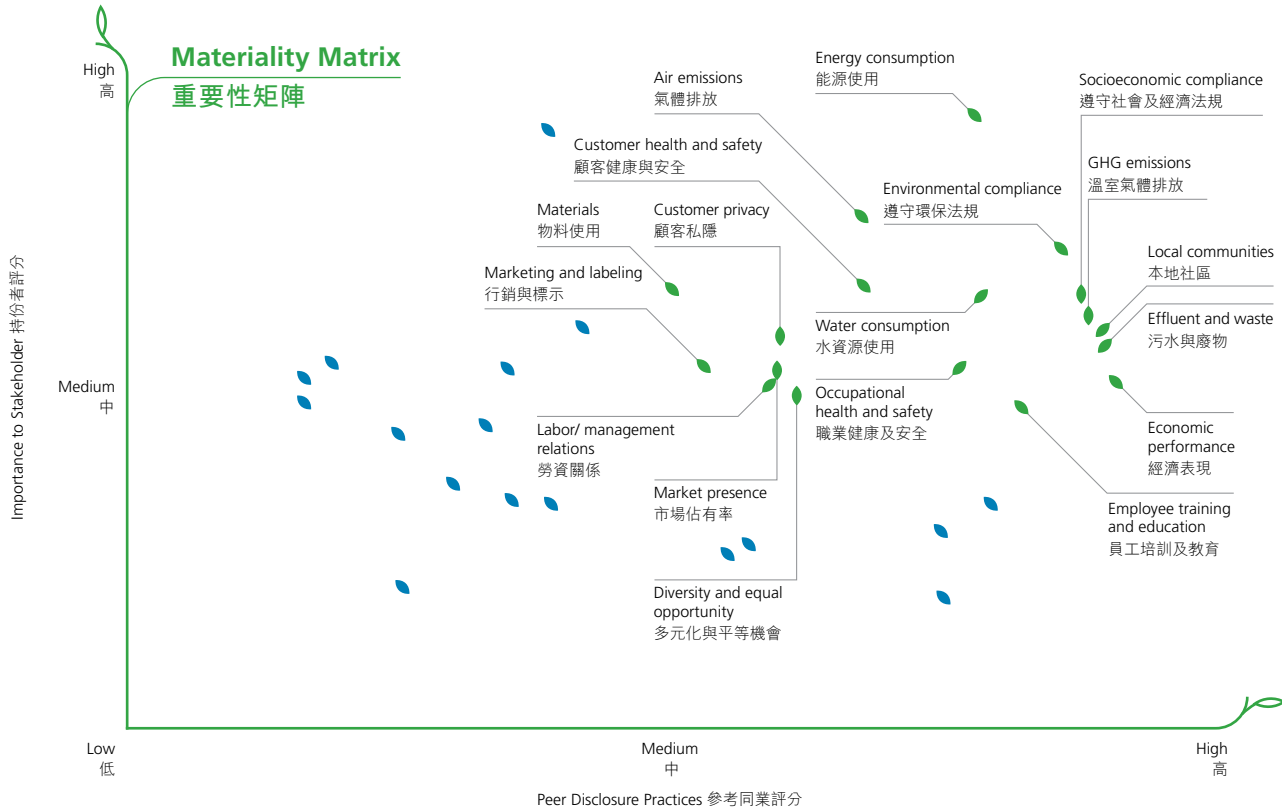 Materiality Matrix
重要性矩陣
High
高
Importance to Stakeholder 持份者評分
Medium
中
Low
低
Medium
中
High
高
Peer Disclosure Practices 參考同業評分
Energy consumption
能源使用
Air emissions
氣體排放
Socioeconomic compliance
遵守社會及經濟法規
Customer health and safety
顧客健康與安全
GHG emissions
溫室氣體排放
Environmental compliance
遵守環保法規
Materials
物料使用
Customer privacy
顧客私隱
Local communities
本地社區
Marketing and labeling
行銷與標示
Effluent and waste
污水與廢物
Water consumption
水資源使用
Occupational
health and safety
職業健康及安全
Labor/ management
relations
勞資關係
Economic
performance
經濟表現
Market presence
市場佔有率
Employee training
and education
員工培訓及教育
Diversity and equal
opportunity
多元化與平等機會